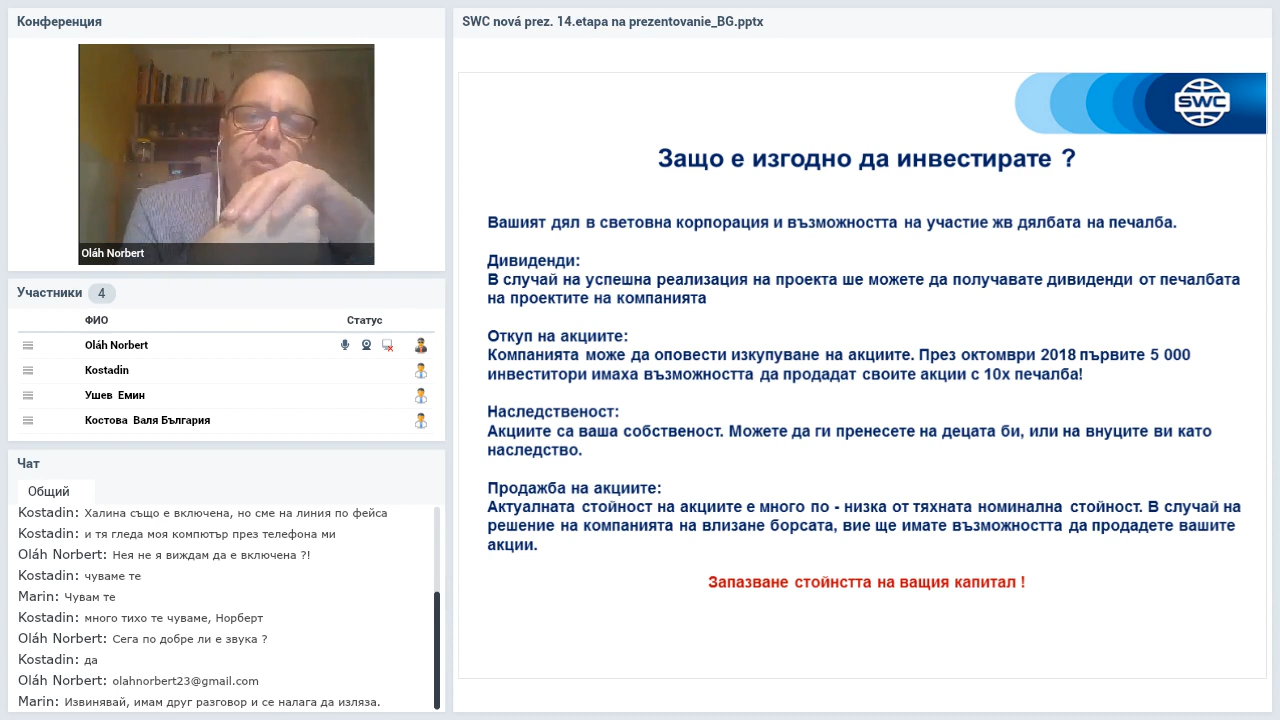 Конференция
Oláh Norbert
Участники 4
ФИО Статус
Oláh Norbert
Kostadin
Ушев Емин
Костова Валя България
Чат
Общий
Kostadin: Халина също е включена, но сме на линия по фейса
Kostadin: и тя гледа моя компютър през телефона ми
Oláh Norbert: Нея не я виждам да е включена ?!
Kostadin: чуваме те
Marin: Чувам те
Kostadin: много тихо те чуваме, Норберт
Oláh Norbert: Сега по добре ли е звука ?
Kostadin: да
Oláh Norbert: olahnorbert23@gmail.com
Marin: Извинявай, имам друг разговор и се налага да изляза.
SWC nová prez. 14.etapa na prezentovanie_BG.pptx
SWC
Защо е изгодно да инвестирате ?
Вашият дял в световна корпорация и възможността на участие жв дялбата на печалба.
Дивиденди:
В случай на успешна реализация на проекта ше можете да получавате дивиденди от печалбата
на проектите на компанията
Откуп на акциите:
Компанията може да оповести изкупуване на акциите. През октомври 2018 първите 5 000
инвеститори имаха възможността да продадат своите акции с 10х печалба!
Наследственост:
Акциите са ваша собственост. Можете да ги пренесете на децата би, или на внуците ви като
наследство.
Продажба на акциите:
Актуалната стойност на акциите е много по - низка от тяхната номинална стойност. В случай на
решение на компанията на влизане борсата, вие ще имате възможността да продадете вашите
акции.
Запазване стойнстта на ващия капитал !